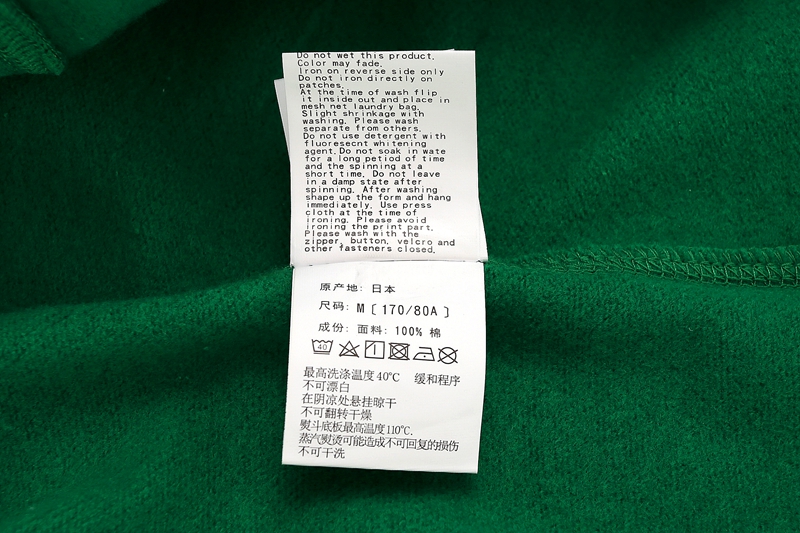 Do not wet this product.
Color may fade.
Iron on reverse side only
Do not iron directly on
patches.
At the time of wash flip
it inside out and place in
mesh net laundry bag.
Slight shrinkage with
washing. Please wash
separate from others.
Do not use detergent with
fluoresecnt whitening
agent.Do not soak in wate
for a long petiod of time
and the spinning at a
short time. Do not leave
in a damp state after
spinning. After washing
shape up the form and hang
immediately. Use press
cloth at the time of
ironing. Please avoid
ironing the print part.
Please wash with the
zipper, button, velcro and
other fasteners closed.
原产地: 日本
尺码: M [170/80A]
成份: 面料: 100% 棉
40
最高洗涤温度40℃ 缓和程序
不可漂白
在阴凉处悬挂晾干
不可翻转干燥
熨斗底板最高温度110℃.
蒸汽熨烫可能造成不可回复的损伤
不可干洗